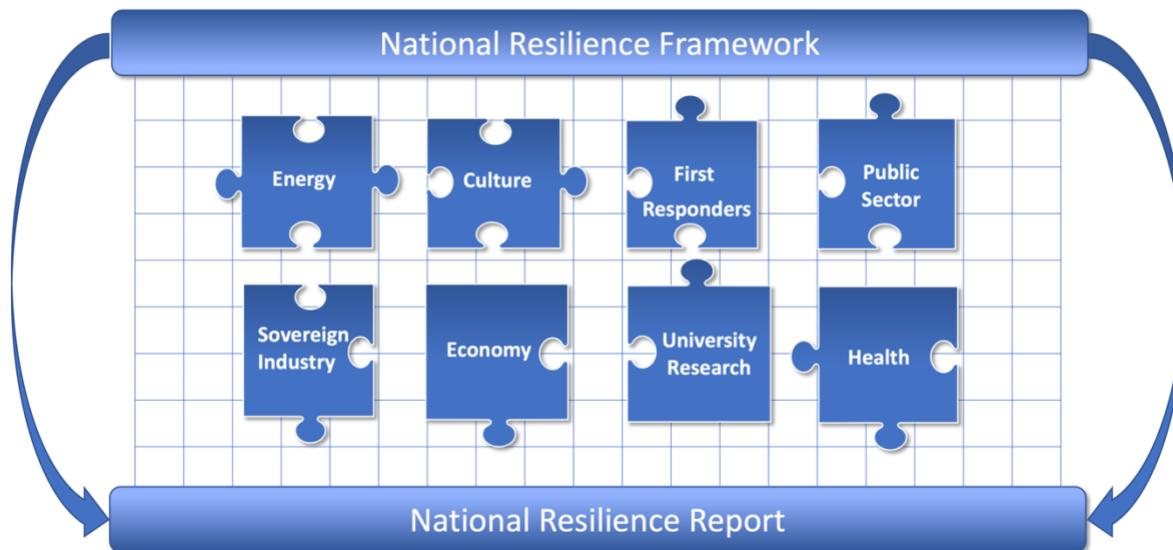 National Resilience Framework
Energy
Culture
First
Responders
Public
Sector
Sovereign
Industry
Economy
University
Research
Health
National Resilience Report